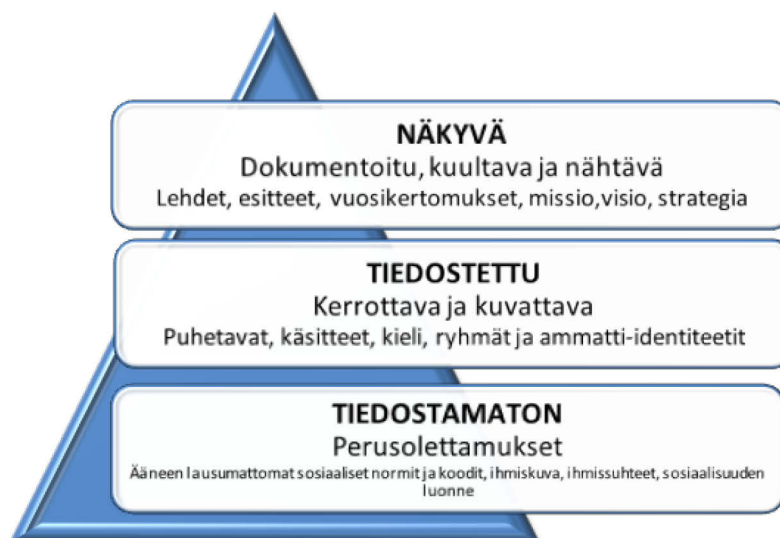 NÄKYVÄ
Dokumentoitu, kuultava ja nähtävä
Lehdet, esitteet, vuosikertomukset, missio,visio, strategia
TIEDOSTETTU
Kerrottava ja kuvattava
Puhetavat, käsitteet, kieli, ryhmät ja ammatti-identiteetit
TIEDOSTAMATON
Perusolettamukset
Ääneen lausumattomat sosiaaliset normit ja koodit, ihmiskuva, ihmissuhteet, sosiaalisuuden
luonne